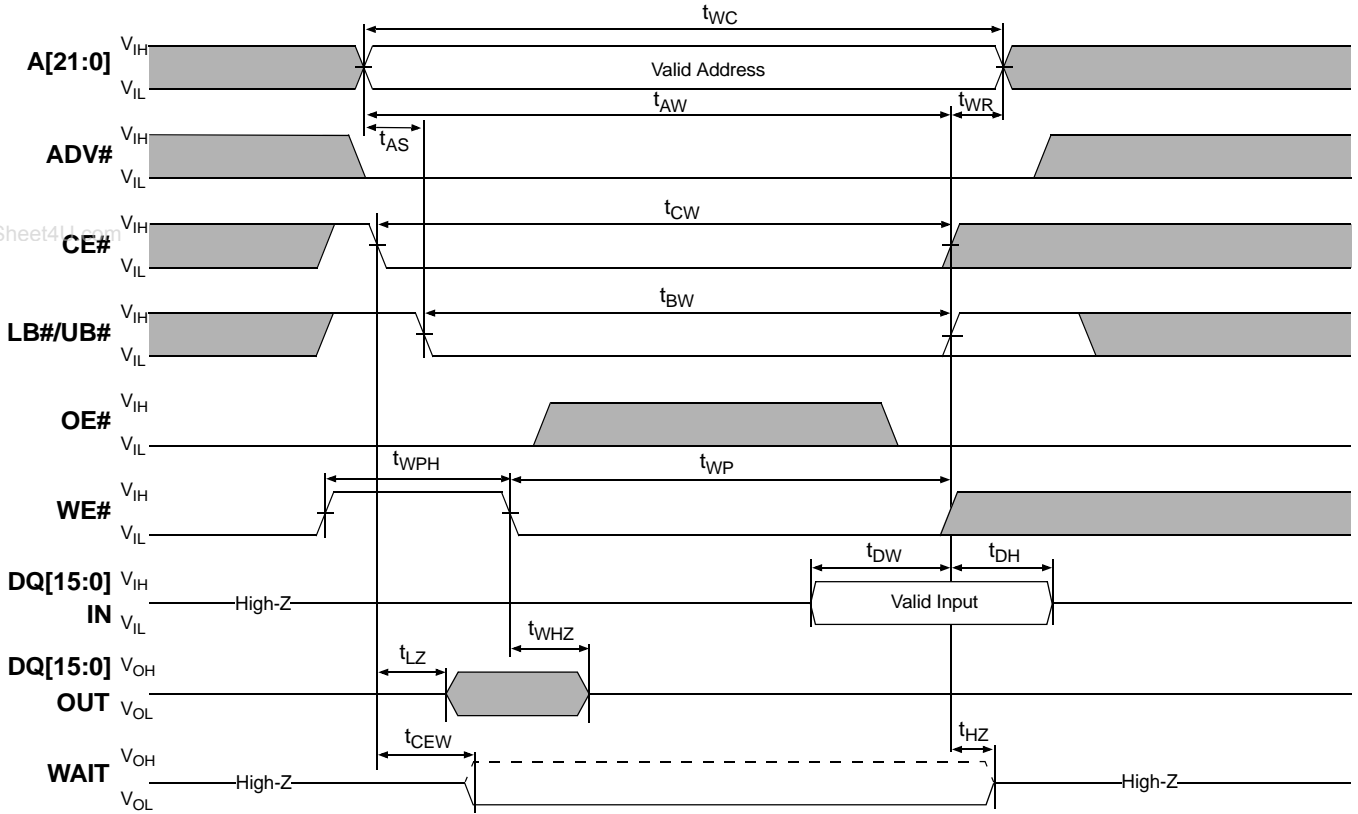 tWC
A[21:0] VIH
VIL
Valid Address
tAW
tWR
tAS
ADV# VIH
VIL
tCW
Sheet4U.com
CE# VIH
VIL
tBW
LB#/UB# VIH
VIL
OE# VIH
VIL
tWPH
tWP
WE# VIH
VIL
tDW
tDH
DQ[15:0] VIH
IN VIL
High-Z
Valid Input
tWHZ
tLZ
DQ[15:0] VOH
OUT VOL
tCEW
tHZ
WAIT VOH
VOL
High-Z
High-Z